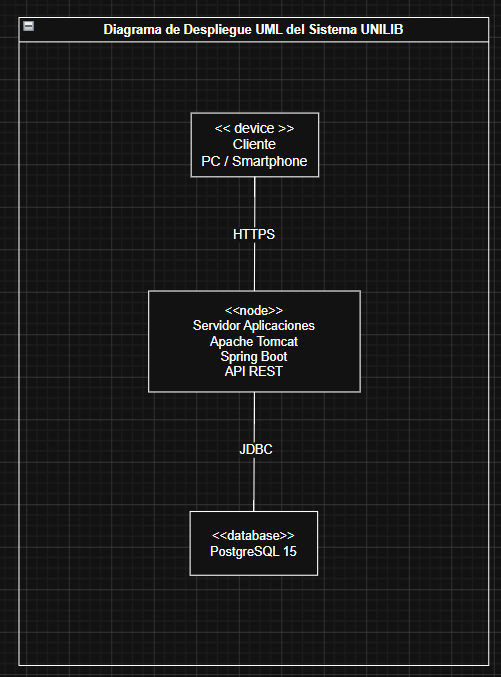 Diagrama de Despliegue UML del Sistema UNILIB
<< device >>
Cliente
PC / Smartphone
HTTPS
<<node>>
Servidor Aplicaciones
Apache Tomcat
Spring Boot
API REST
JDBC
<<database>>
PostgreSQL 15